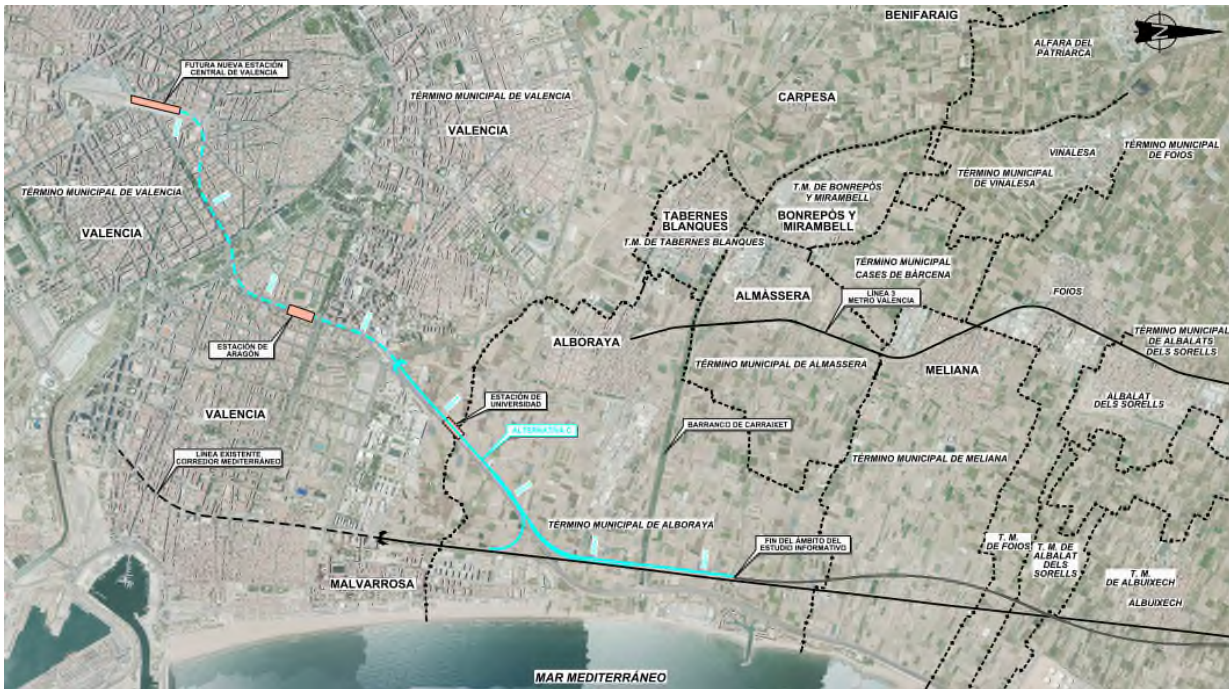 BENIFARAIG
N
ALFARA DEL
PATRIARCA
FUTURA NUEVA ESTACIÓN
CENTRAL DE VALENCIA
TÉRMINO MUNICIPAL DE VALENCIA
CARPESA
VALENCIA
VINALESA
TÉRMINO MUNICIPAL
DE FOIOS
TÉRMINO MUNICIPAL
DE VINALESA
TÉRMINO MUNICIPAL DE VALENCIA
T.M. DE BONREPÒS
Y MIRAMBELL
TABERNES
BLANQUES
BONREPÒS Y
MIRAMBELL
VALENCIA
T.M. DE TABERNES BLANQUES
TÉRMINO MUNICIPAL
CASES DE BÀRCENA
ALMÀSSERA
LÍNEA 3
METRO VALENCIA
FOIOS
ESTACIÓN DE
ARAGÓN
ALBORAYA
TÉRMINO MUNICIPAL
DE ALBALATS
DELS SORELLS
TÉRMINO MUNICIPAL DE ALMASSERA
MELIANA
ESTACIÓN DE
UNIVERSIDAD
ALBALAT
DELS SORELLS
VALENCIA
ALTERNATIVA C
BARRANCO DE CARRAIXET
LÍNEA EXISTENTE
CORREDOR MEDITERRÁNEO
TÉRMINO MUNICIPAL DE MELIANA
TÉRMINO MUNICIPAL DE ALBORAYA
FIN DEL ÁMBITO DEL
ESTUDIO INFORMATIVO
T. M.
DE FOIOS
T. M. DE
ALBALAT
DELS
SORELLS
T. M.
DE ALBUIXECH
MALVARROSA
ALBUIXECH
MAR MEDITERRÁNEO